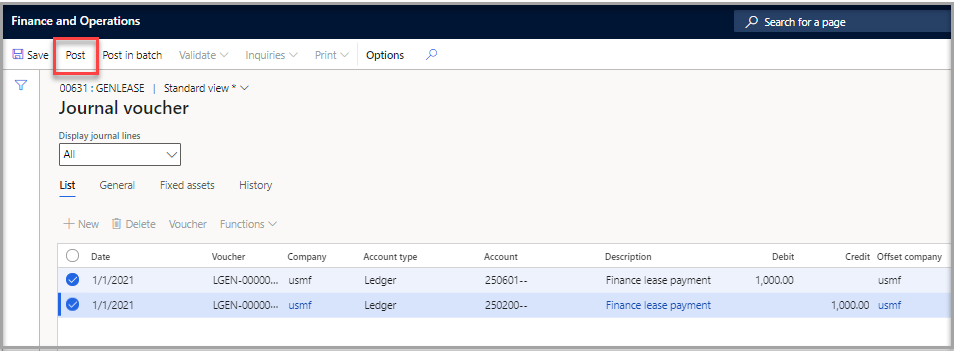 Finance and Operations Search for a page
Save Post Post in batch Validate Inquiries Print Options
00631 : GENLEASE | Standard view *
Journal voucher
Display journal lines
All
List General Fixed assets History
New Delete Voucher Functions
Date Voucher Company Account type Account Description Debit Credit Offset company
1/1/2021 LGEN-00000... usmf Ledger 250601-- Finance lease payment 1,000.00 usmf
1/1/2021 LGEN-00000... usmf Ledger 250200-- Finance lease payment 1,000.00 usmf